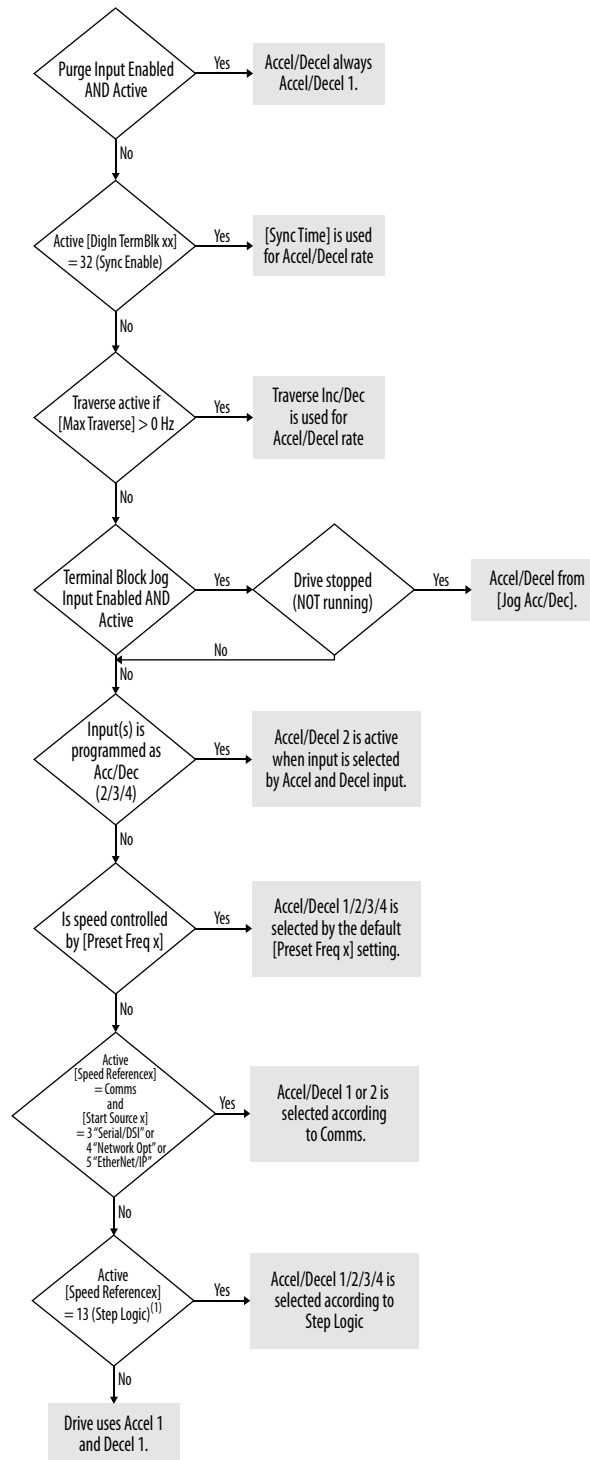 Purge Input Enabled
AND Active
Yes
Accel/Decel always
Accel/Decel 1.
No
Active [DigIn TermBlk xx]
= 32 (Sync Enable)
Yes
[Sync Time] is used
for Accel/Decel rate
No
Traverse active if
[Max Traverse] > 0 Hz
Yes
Traverse Inc/Dec
is used for
Accel/Decel rate
No
Terminal Block Jog
Input Enabled AND
Active
Yes
Drive stopped
(NOT running)
Yes
Accel/Decel from
[Jog Acc/Dec].
No
No
Input(s) is
programmed as
Acc/Dec
(2/3/4)
Yes
Accel/Decel 2 is active
when input is selected
by Accel and Decel input.
No
Is speed controlled
by [Preset Freq x]
Yes
Accel/Decel 1/2/3/4 is
selected by the default
[Preset Freq x] setting.
No
Active
[Speed Referencex]
= Comms
and
[Start Source x]
= 3 “Serial/DSI” or
4 “Network Opt” or
5 “EtherNet/IP”
Yes
Accel/Decel 1 or 2 is
selected according
to Comms.
No
Active
[Speed Referencex]
= 13 (Step Logic)(1)
Yes
Accel/Decel 1/2/3/4 is
selected according to
Step Logic
No
Drive uses Accel 1
and Decel 1.